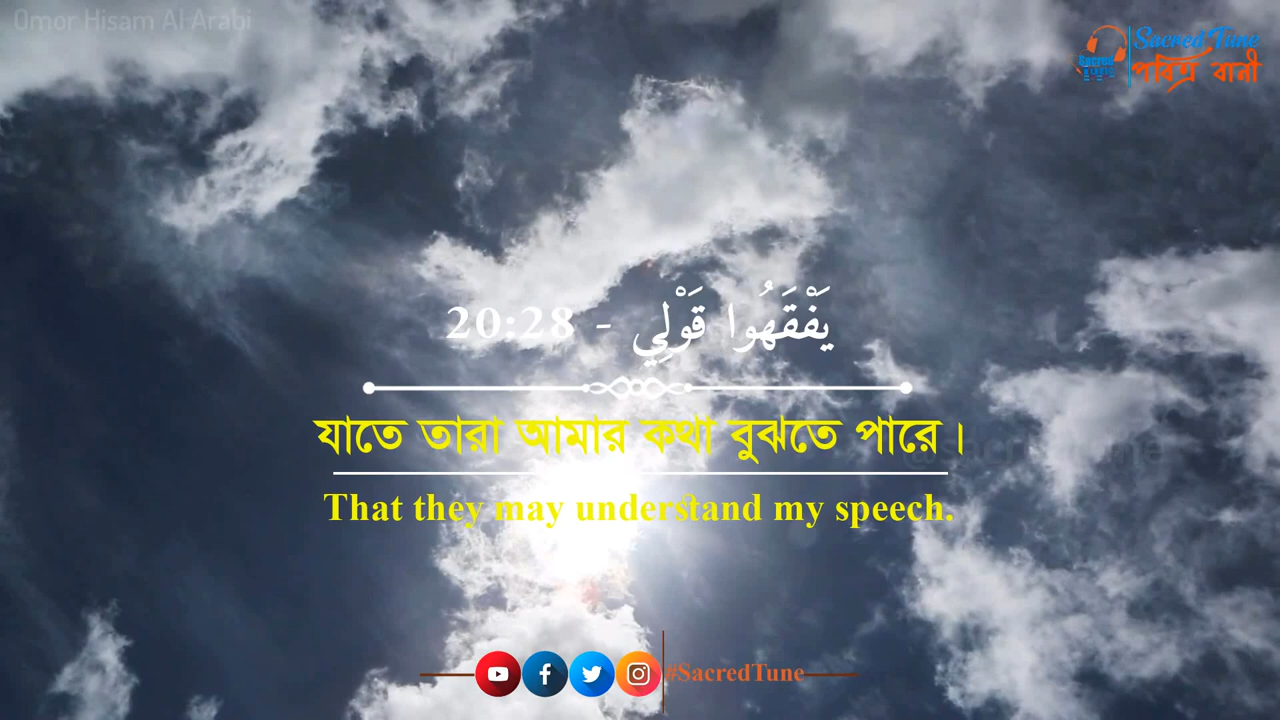 Omor Hisam Al Arabi
Sacred Tune
পবিত্র বানী
يَفْقَهُوا قَوْلِي - 20:28
যাতে তারা আমার কথা বুঝতে পারে।
That they may understand my speech.
#SacredTune